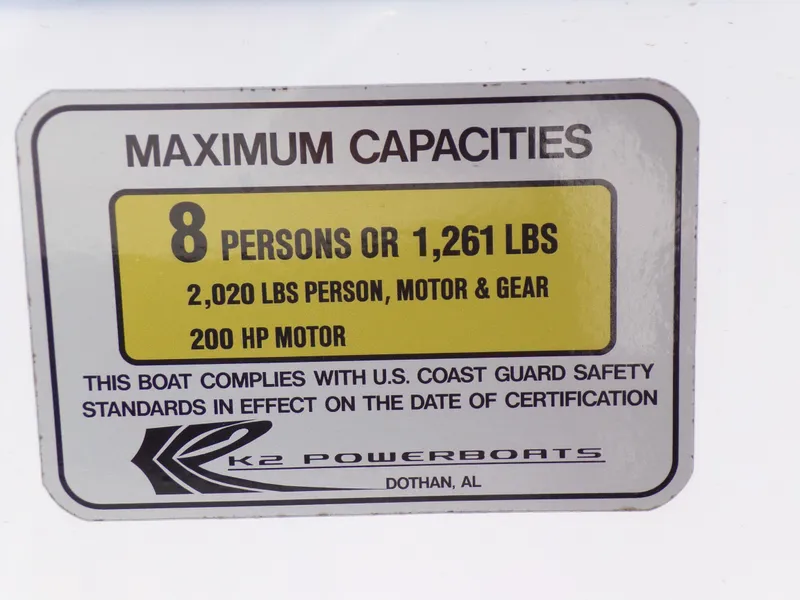 MAXIMUM CAPACITIES
8 PERSONS OR 1,261 LBS
2,020 LBS PERSON, MOTOR & GEAR
200 HP MOTOR
THIS BOAT COMPLIES WITH U.S. COAST GUARD SAFETY
STANDARDS IN EFFECT ON THE DATE OF CERTIFICATION
K2 POWERBOATS
DOTHAN, AL